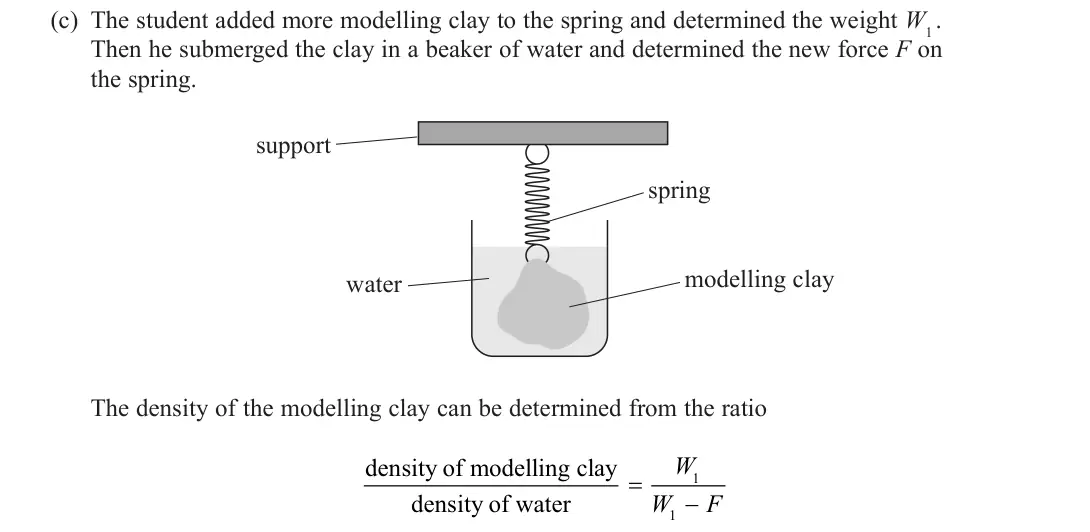 (c) The student added more modelling clay to the spring and determined the weight W₁.
Then he submerged the clay in a beaker of water and determined the new force F on
the spring.
support
spring
water
modelling clay
The density of the modelling clay can be determined from the ratio
density of modelling clay / density of water = W₁ / W₁ – F